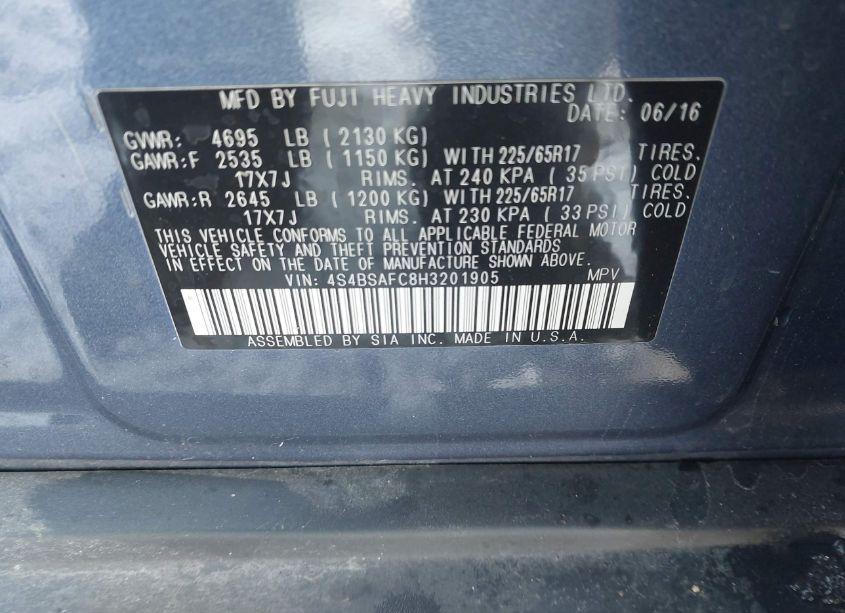 MFD BY FUJI HEAVY INDUSTRIES LTD.
DATE: 06/16
GVWR: 4695 LB (2130 KG)
GAWR:F 2535 LB (1150 KG) WITH 225/65R17 TIRES.
17X7J RIMS. AT 240 KPA (35 PSI) COLD
GAWR:R 2645 LB (1200 KG) WITH 225/65R17 TIRES.
17X7J RIMS. AT 230 KPA (33 PSI) COLD
THIS VEHICLE CONFORMS TO ALL APPLICABLE FEDERAL MOTOR
VEHICLE SAFETY AND THEFT PREVENTION STANDARDS
IN EFFECT ON THE DATE OF MANUFACTURE SHOWN ABOVE.
VIN: 4S4BSAFC8H3201905 MPV
ASSEMBLED BY SIA INC. MADE IN U.S.A.